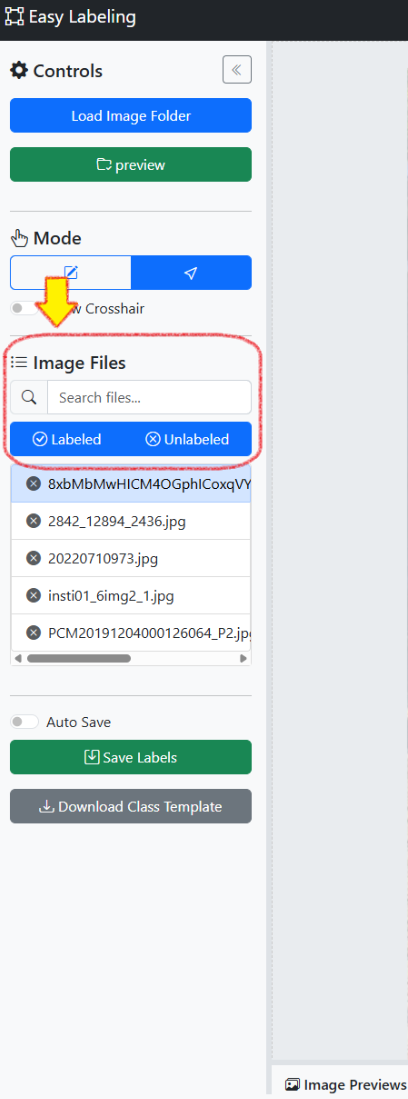 Easy Labeling
Controls
Load Image Folder
preview
Mode
Crosshair
Image Files
Search files...
Labeled Unlabeled
8xbMbMwHICM4OGphICoxqVY
2842_12894_2436.jpg
20220710973.jpg
insti01_6img2_1.jpg
PCM20191204000126064_P2.jpg
Auto Save
Save Labels
Download Class Template
Image Previews